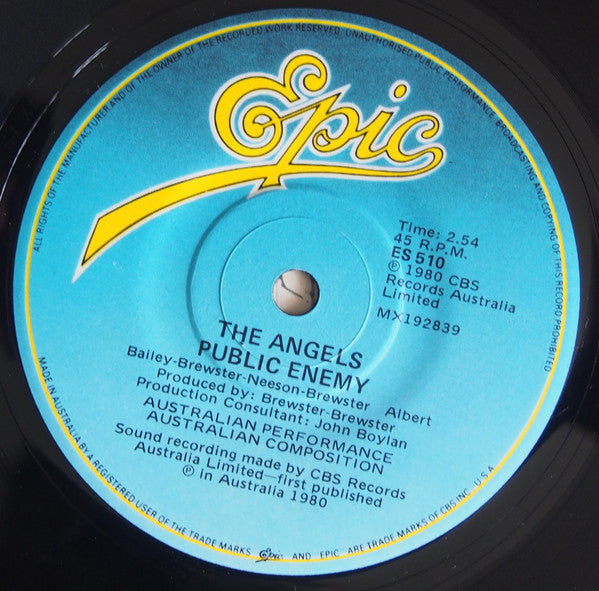 ALL RIGHTS OF THE MANUFACTURER AND OF THE OWNER OF THE RECORDED WORK RESERVED. UNAUTHORISED PUBLIC PERFORMANCE, BROADCASTING AND COPYING OF THIS RECORD PROHIBITED
Epic
Time: 2.54
45 R.P.M.
ES 510
℗ 1980 CBS
Records Australia
Limited
MX192839
THE ANGELS
PUBLIC ENEMY
Bailey-Brewster-Neeson-Brewster Albert
Produced by: Brewster-Brewster
Production Consultant: John Boylan
AUSTRALIAN PERFORMANCE
AUSTRALIAN COMPOSITION
Sound recording made by CBS Records
Australia Limited—first published
℗ in Australia 1980
MADE IN AUSTRALIA BY A REGISTERED USER OF THE TRADE MARKS Epic AND EPIC ARE TRADE MARKS OF CBS INC. U.S.A.